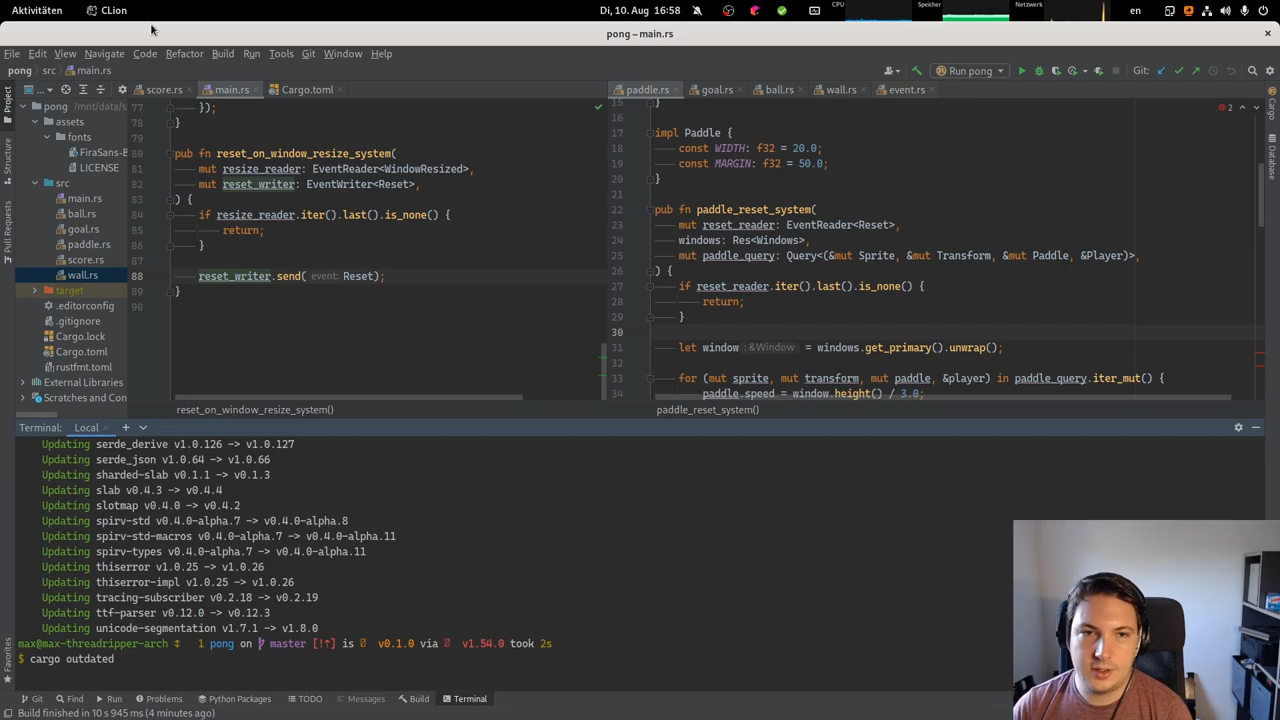 Aktivitäten CLion Di, 10. Aug 16:58 CPU Speicher Netzwerk en
pong – main.rs
File Edit View Navigate Code Refactor Build Run Tools Git Window Help
pong src main.rs Run pong Git:
Project
Structure
Pull Requests
Favorites
... score.rs main.rs Cargo.toml paddle.rs goal.rs ball.rs wall.rs event.rs
pong /mnt/data/s
assets
fonts
FiraSans-B
LICENSE
src
main.rs
ball.rs
goal.rs
paddle.rs
score.rs
wall.rs
target
.editorconfig
.gitignore
Cargo.lock
Cargo.toml
rustfmt.toml
External Libraries
Scratches and Con
77 });
78 }
79
80 pub fn reset_on_window_resize_system(
81 mut resize_reader: EventReader<WindowResized>,
82 mut reset_writer: EventWriter<Reset>,
83 ) {
84 if resize_reader.iter().last().is_none() {
85 return;
86 }
87
88 reset_writer.send( event: Reset);
89 }
90
reset_on_window_resize_system()
2
15 }
16
17 impl Paddle {
18 const WIDTH: f32 = 20.0;
19 const MARGIN: f32 = 50.0;
20 }
21
22 pub fn paddle_reset_system(
23 mut reset_reader: EventReader<Reset>,
24 windows: Res<Windows>,
25 mut paddle_query: Query<(&mut Sprite, &mut Transform, &mut Paddle, &Player)>,
26 ) {
27 if reset_reader.iter().last().is_none() {
28 return;
29 }
30
31 let window : &Window = windows.get_primary().unwrap();
32
33 for (mut sprite, mut transform, mut paddle, &player) in paddle_query.iter_mut() {
34 paddle.speed = window.height() / 3.0;
paddle_reset_system()
Cargo
Database
Terminal: Local
Updating serde_derive v1.0.126 -> v1.0.127
Updating serde_json v1.0.64 -> v1.0.66
Updating sharded-slab v0.1.1 -> v0.1.3
Updating slab v0.4.3 -> v0.4.4
Updating slotmap v0.4.0 -> v0.4.2
Updating spirv-std v0.4.0-alpha.7 -> v0.4.0-alpha.8
Updating spirv-std-macros v0.4.0-alpha.7 -> v0.4.0-alpha.11
Updating spirv-types v0.4.0-alpha.7 -> v0.4.0-alpha.11
Updating thiserror v1.0.25 -> v1.0.26
Updating thiserror-impl v1.0.25 -> v1.0.26
Updating tracing-subscriber v0.2.18 -> v0.2.19
Updating ttf-parser v0.12.0 -> v0.12.3
Updating unicode-segmentation v1.7.1 -> v1.8.0
max@max-threadripper-arch 1 pong on master [!⇡] is v0.1.0 via v1.54.0 took 2s
$ cargo outdated
Git Find Run Problems Python Packages TODO Messages Build Terminal
Build finished in 10 s 945 ms (4 minutes ago)